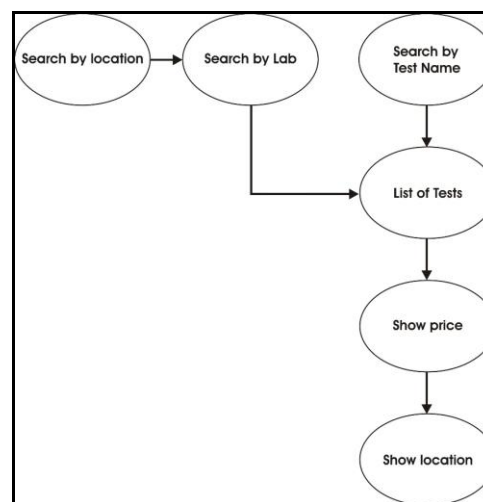 Search by location
Search by Lab
Search by
Test Name
List of Tests
Show price
Show location